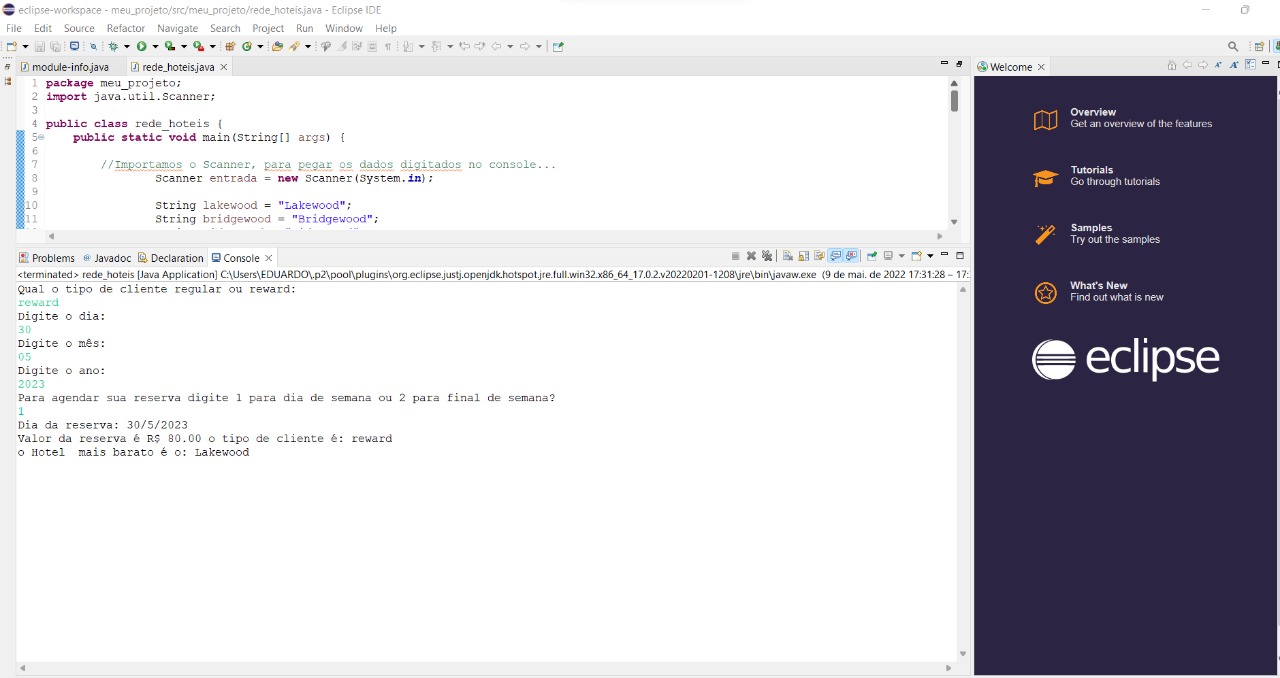 eclipse-workspace - meu_projeto/src/meu_projeto/rede_hoteis.java - Eclipse IDE
File Edit Source Refactor Navigate Search Project Run Window Help
module-info.java rede_hoteis.java
1 package meu_projeto;
2 import java.util.Scanner;
3
4 public class rede_hoteis {
5 public static void main(String[] args) {
6
7 //Importamos o Scanner, para pegar os dados digitados no console...
8 Scanner entrada = new Scanner(System.in);
9
10 String lakewood = "Lakewood";
11 String bridgewood = "Bridgewood";
Problems Javadoc Declaration Console
<terminated> rede_hoteis [Java Application] C:\Users\EDUARDO\.p2\pool\plugins\org.eclipse.justj.openjdk.hotspot.jre.full.win32.x86_64_17.0.2.v20220201-1208\jre\bin\javaw.exe (9 de mai. de 2022 17:31:28 – 17:
Qual o tipo de cliente regular ou reward:
reward
Digite o dia:
30
Digite o mês:
05
Digite o ano:
2023
Para agendar sua reserva digite 1 para dia de semana ou 2 para final de semana?
1
Dia da reserva: 30/5/2023
Valor da reserva é R$ 80.00 o tipo de cliente é: reward
o Hotel  mais barato é o: Lakewood
Welcome
Overview
Get an overview of the features
Tutorials
Go through tutorials
Samples
Try out the samples
What's New
Find out what is new
eclipse